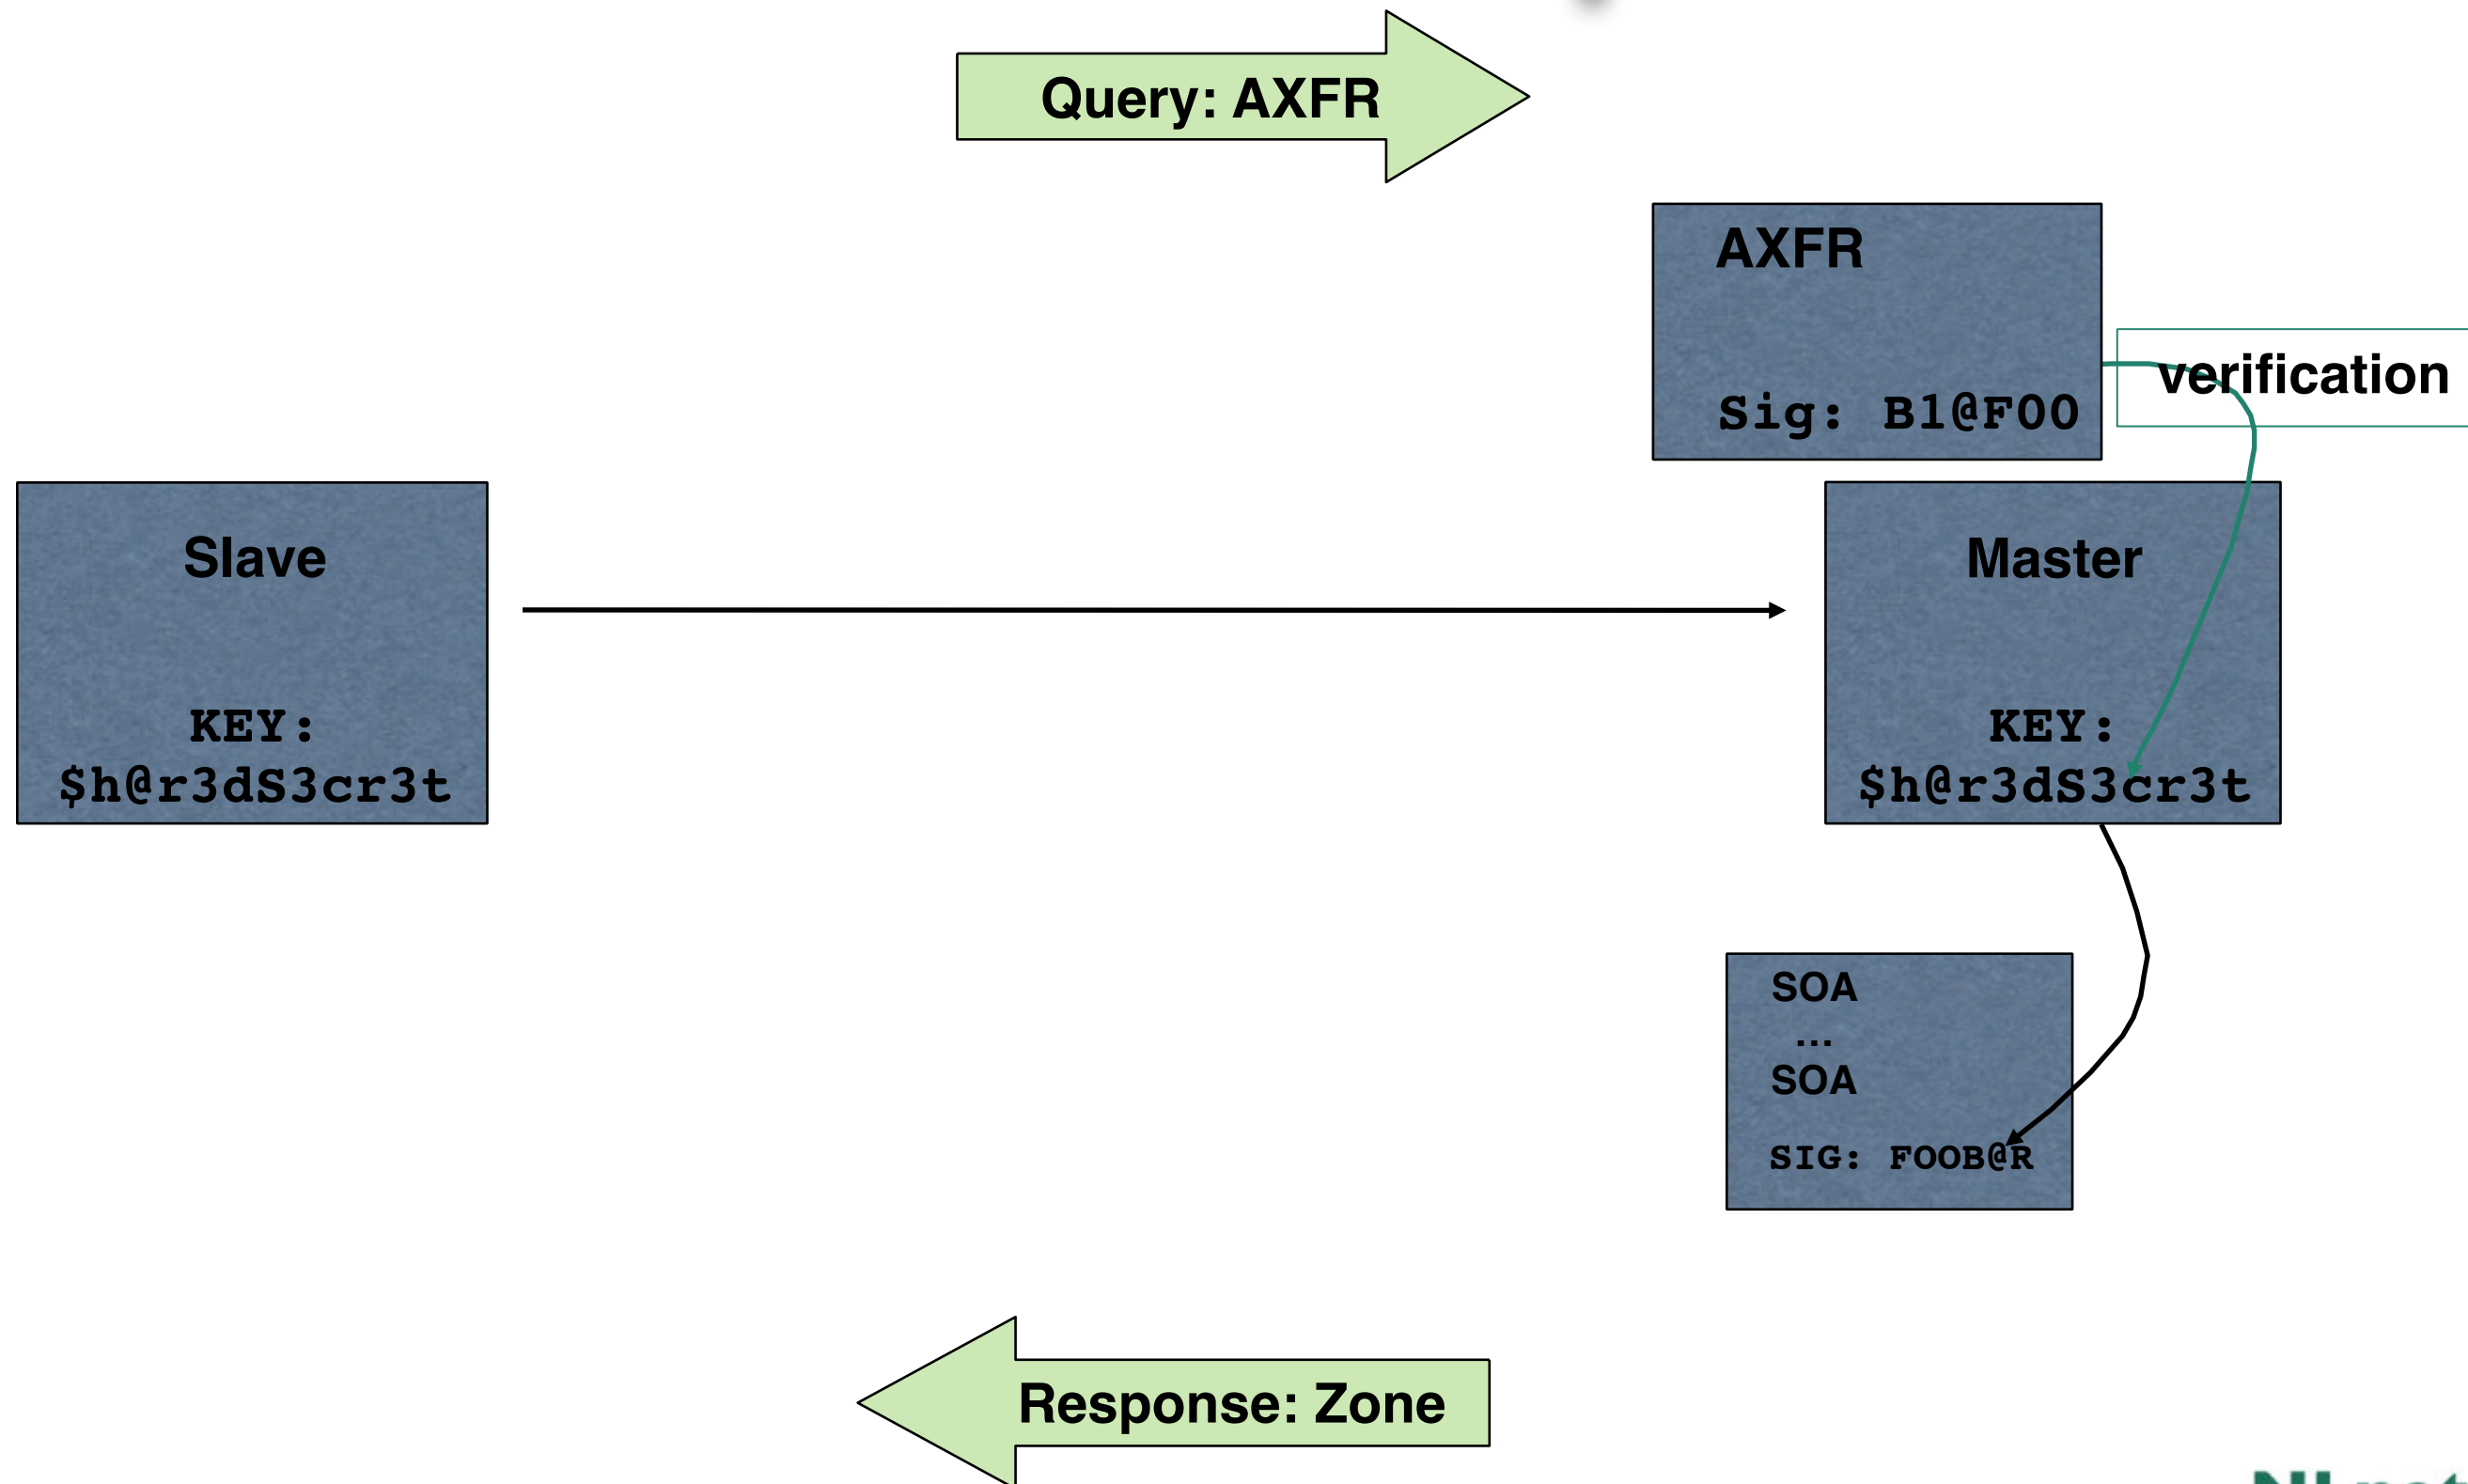 Query: AXFR
AXFR
verification
Sig: B1@F00
Slave
Master
KEY:
$h@r3dS3cr3t
KEY:
$h@r3dS3cr3t
SOA
...
SOA
SIG: FOOB@R
Response: Zone